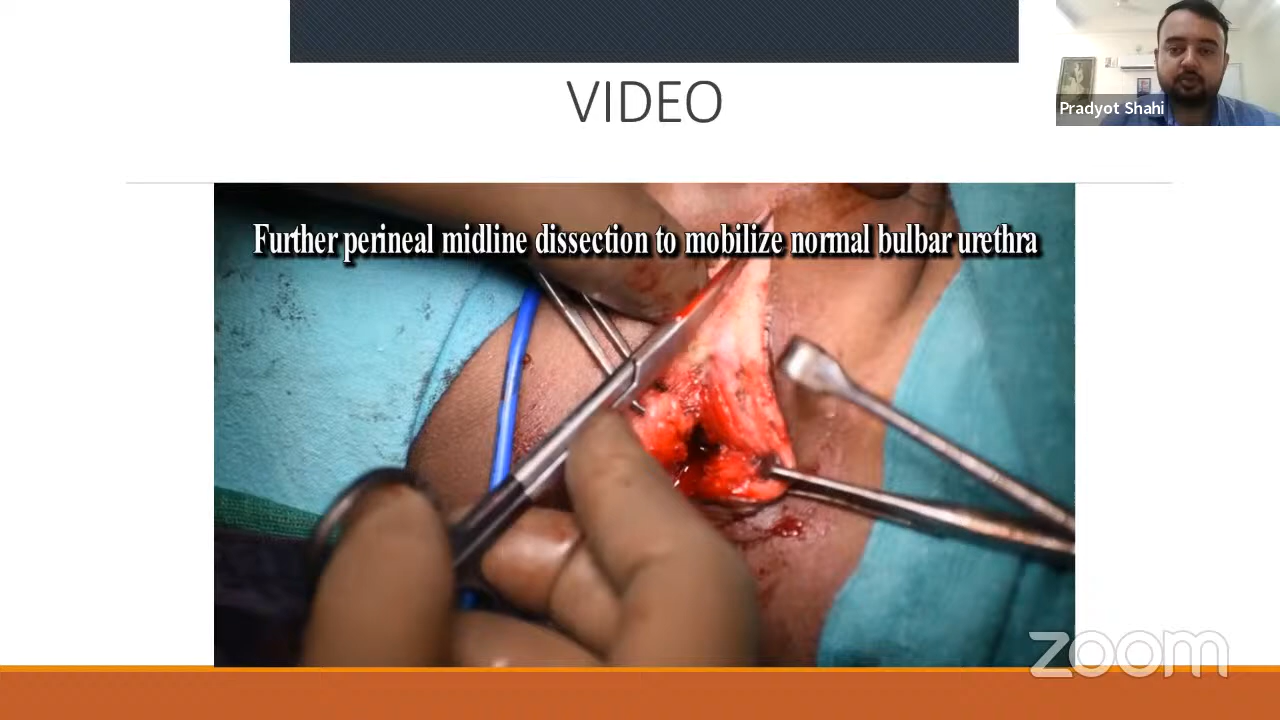 VIDEO
Pradyot Shahi
Further perineal midline dissection to mobilize normal bulbar urethra
zoom